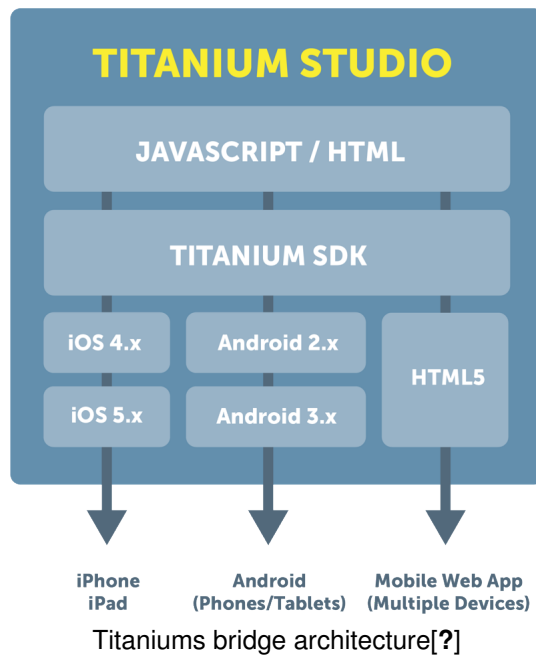 TITANIUM STUDIO
JAVASCRIPT / HTML
TITANIUM SDK
iOS 4.x
Android 2.x
HTML5
iOS 5.x
Android 3.x
iPhone
iPad
Android
(Phones/Tablets)
Mobile Web App
(Multiple Devices)
Titaniums bridge architecture[?]